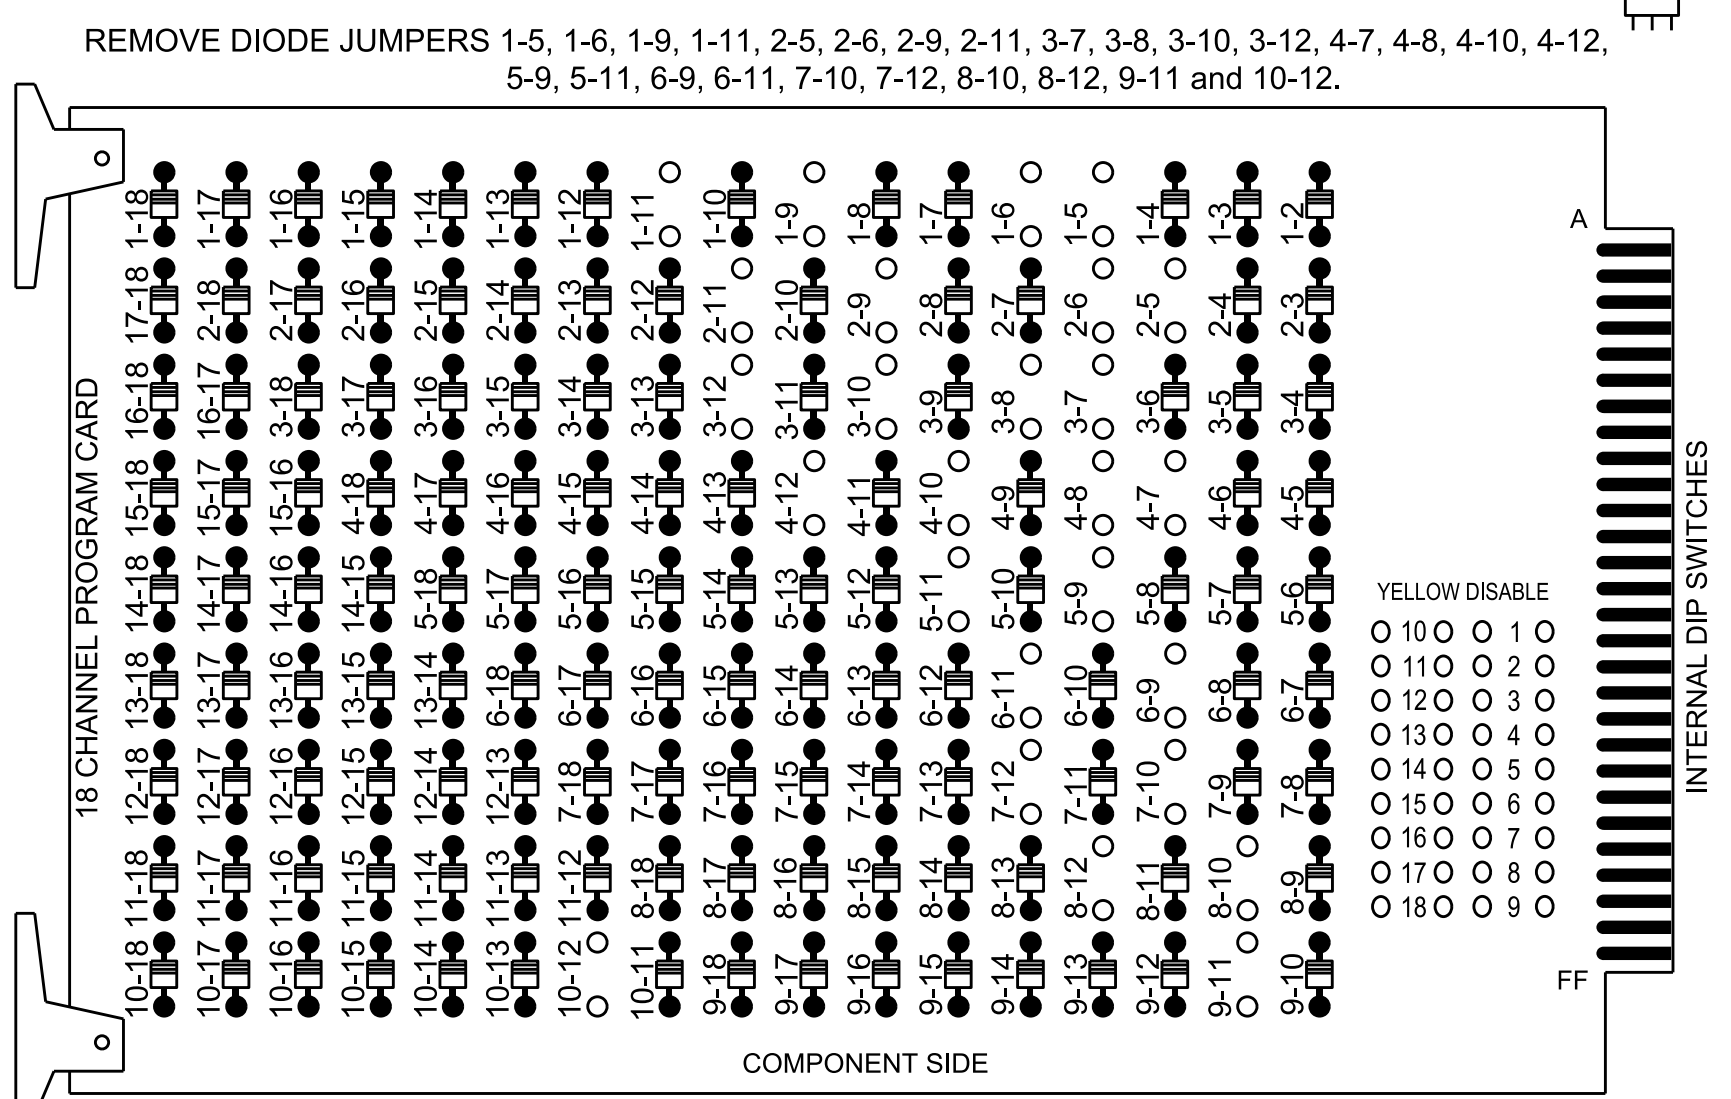 REMOVE DIODE JUMPERS 1-5, 1-6, 1-9, 1-11, 2-5, 2-6, 2-9, 2-11, 3-7, 3-8, 3-10, 3-12, 4-7, 4-8, 4-10, 4-12,
5-9, 5-11, 6-9, 6-11, 7-10, 7-12, 8-10, 8-12, 9-11 and 10-12.
18 CHANNEL PROGRAM CARD
1-18 1-17 1-16 1-15 1-14 1-13 1-12 1-11 1-10 1-9 1-8 1-7 1-6 1-5 1-4 1-3 1-2
17-18 2-18 2-17 2-16 2-15 2-14 2-13 2-12 2-11 2-10 2-9 2-8 2-7 2-6 2-5 2-4 2-3
16-18 16-17 3-18 3-17 3-16 3-15 3-14 3-13 3-12 3-11 3-10 3-9 3-8 3-7 3-6 3-5 3-4
15-18 15-17 15-16 4-18 4-17 4-16 4-15 4-14 4-13 4-12 4-11 4-10 4-9 4-8 4-7 4-6 4-5
14-18 14-17 14-16 14-15 5-18 5-17 5-16 5-15 5-14 5-13 5-12 5-11 5-10 5-9 5-8 5-7 5-6
13-18 13-17 13-16 13-15 13-14 6-18 6-17 6-16 6-15 6-14 6-13 6-12 6-11 6-10 6-9 6-8 6-7
12-18 12-17 12-16 12-15 12-14 12-13 7-18 7-17 7-16 7-15 7-14 7-13 7-12 7-11 7-10 7-9 7-8
11-18 11-17 11-16 11-15 11-14 11-13 11-12 8-18 8-17 8-16 8-15 8-14 8-13 8-12 8-11 8-10 8-9
10-18 10-17 10-16 10-15 10-14 10-13 10-12 10-11 9-18 9-17 9-16 9-15 9-14 9-13 9-12 9-11 9-10
A
YELLOW DISABLE
10 1
11 2
12 3
13 4
14 5
15 6
16 7
17 8
18 9
FF
INTERNAL DIP SWITCHES
COMPONENT SIDE